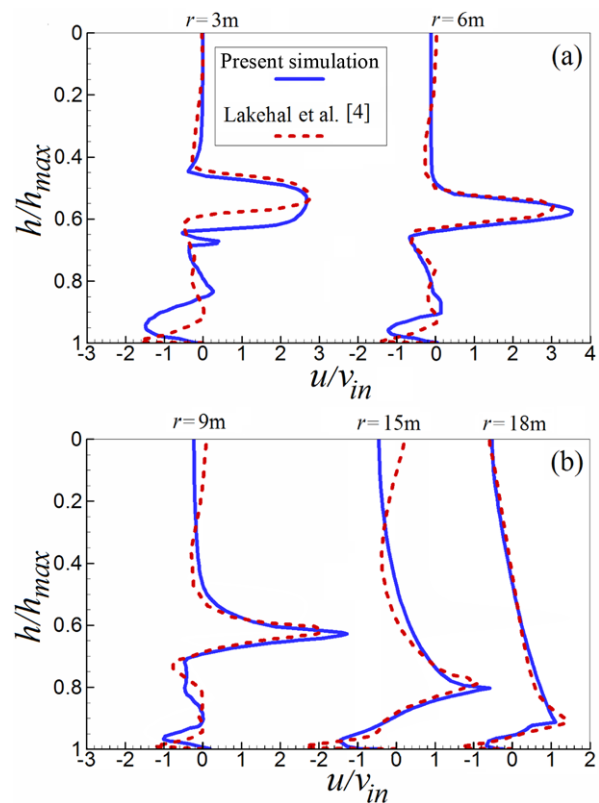 r = 3m r = 6m
(a)
Present simulation
Lakehal et al. [4]
0
0.2
0.4
0.6
0.8
1
h/hmax
-3 -2 -1 0 1 2 3 -1 0 1 2 3 4
u/vin
r = 9m r = 15m r = 18m
(b)
0
0.2
0.4
0.6
0.8
1
h/hmax
-3 -2 -1 0 1 2 -1 0 1 -1 0 1 2
u/vin